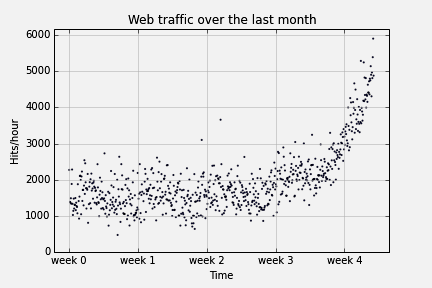 Web traffic over the last month
6000
5000
4000
3000
2000
1000
0
Hits/hour
week 0 week 1 week 2 week 3 week 4
Time